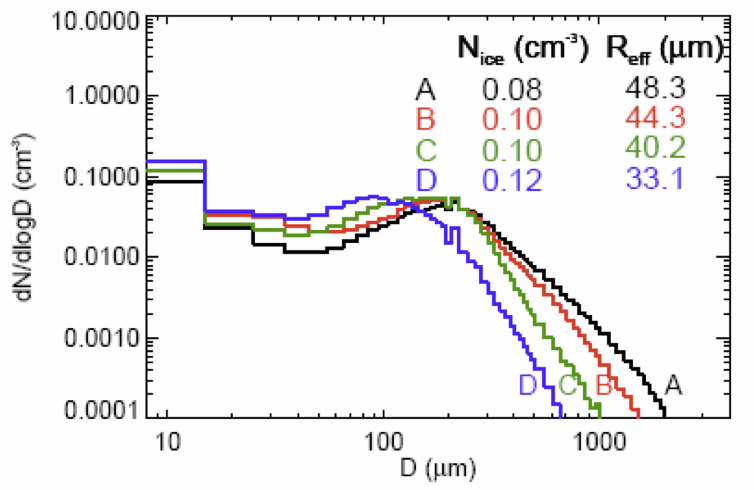 10.0000
1.0000
0.1000
0.0100
0.0010
0.0001
dN/dlogD (cm⁻³)
N_ice (cm⁻³) R_eff (μm)
A 0.08 48.3
B 0.10 44.3
C 0.10 40.2
D 0.12 33.1
D C B A
10 100 1000
D (μm)